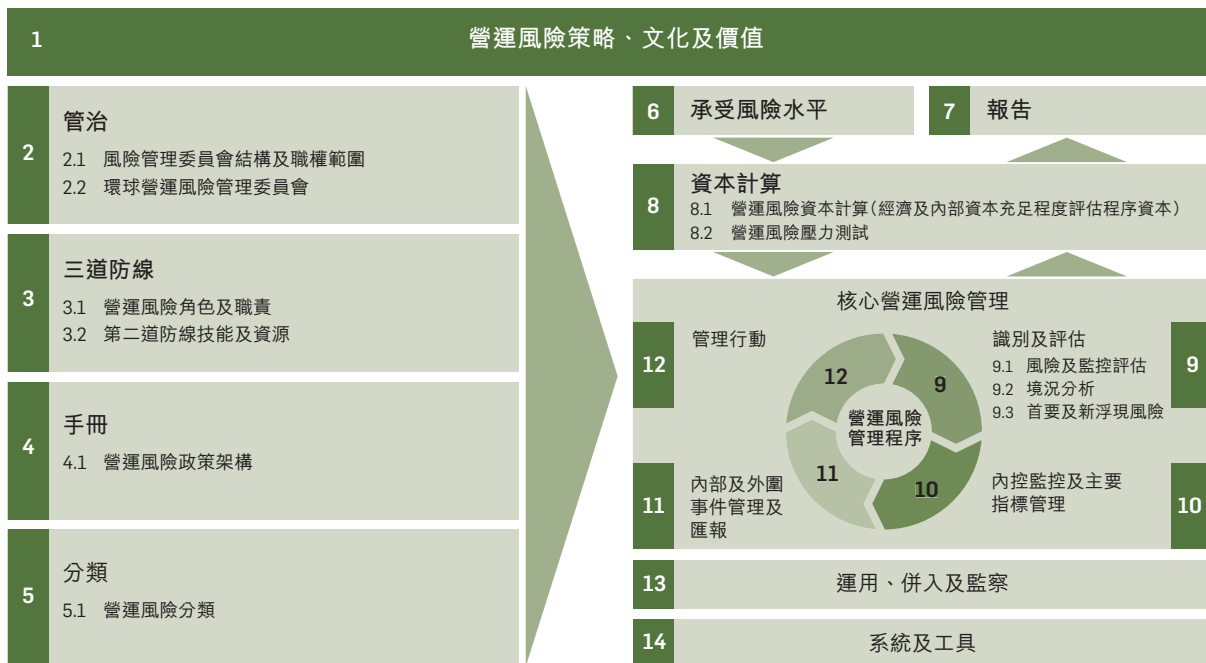 1 營運風險策略、文化及價值
2
管治
2.1 風險管理委員會結構及職權範圍
2.2 環球營運風險管理委員會
3
三道防線
3.1 營運風險角色及職責
3.2 第二道防線技能及資源
4
手冊
4.1 營運風險政策架構
5
分類
5.1 營運風險分類
6 承受風險水平
7 報告
8
資本計算
8.1 營運風險資本計算(經濟及內部資本充足程度評估程序資本)
8.2 營運風險壓力測試
核心營運風險管理
12
管理行動
9
識別及評估
9.1 風險及監控評估
9.2 境況分析
9.3 首要及新浮現風險
11
內部及外圍
事件管理及
匯報
10
內控監控及主要
指標管理
12
9
11
10
營運風險
管理程序
13 運用、併入及監察
14 系統及工具